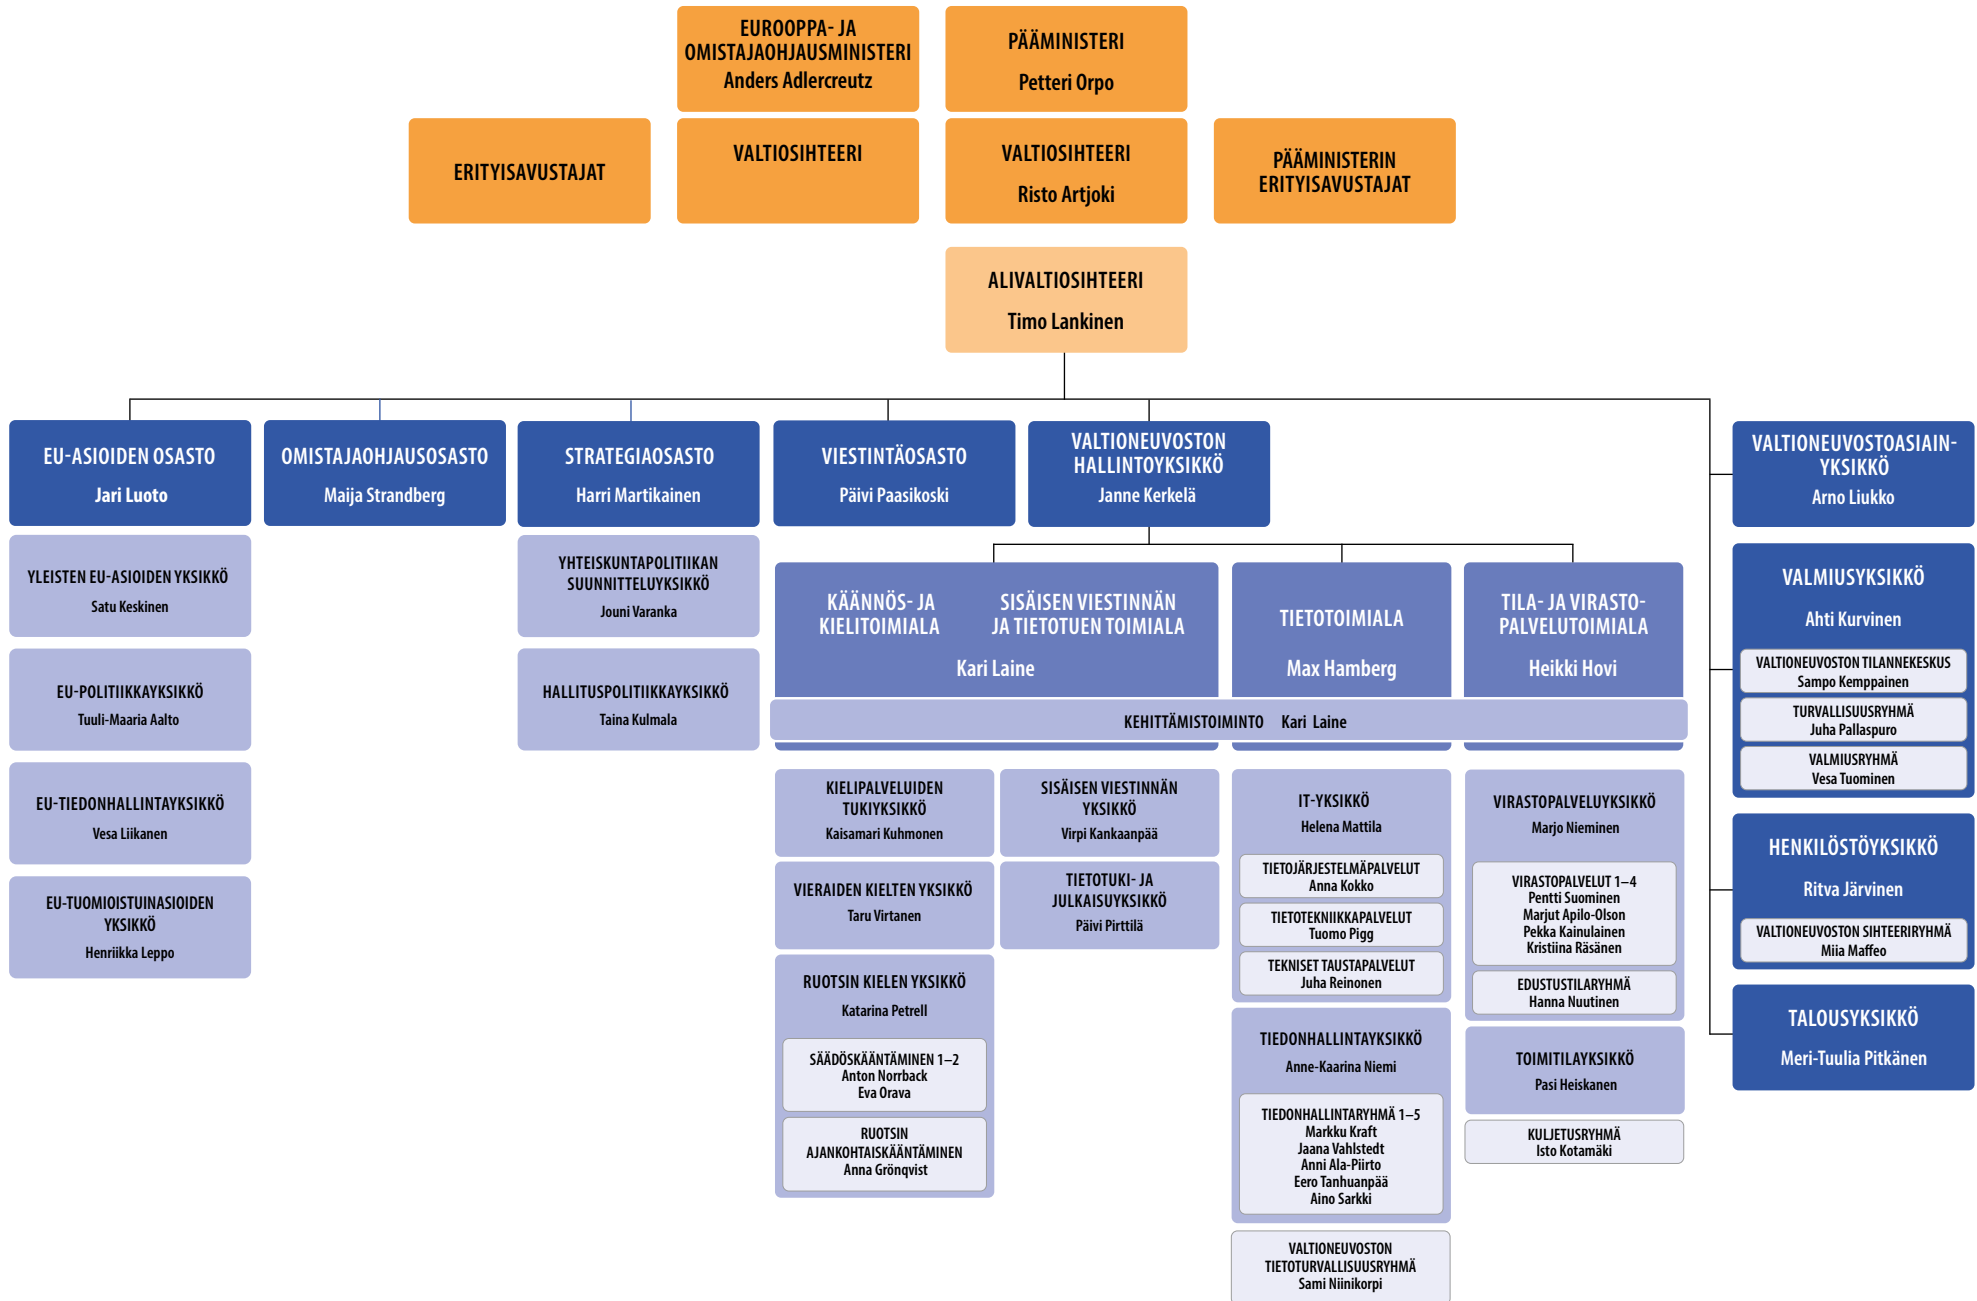 EUROOPPA- JA
OMISTAJAOHJAUSMINISTERI
Anders Adlercreutz
PÄÄMINISTERI
Petteri Orpo
ERITYISAVUSTAJAT
VALTIOSIHTEERI
VALTIOSIHTEERI
Risto Artjoki
PÄÄMINISTERIN
ERITYISAVUSTAJAT
ALIVALTIOSIHTEERI
Timo Lankinen
EU-ASIOIDEN OSASTO
Jari Luoto
YLEISTEN EU-ASIOIDEN YKSIKKÖ
Satu Keskinen
EU-POLITIIKKAYKSIKKÖ
Tuuli-Maaria Aalto
EU-TIEDONHALLINTAYKSIKKÖ
Vesa Liikanen
EU-TUOMIOISTUINASIOIDEN
YKSIKKÖ
Henriikka Leppo
OMISTAJAOHJAUSOSASTO
Maija Strandberg
STRATEGIAOSASTO
Harri Martikainen
YHTEISKUNTAPOLITIIKAN
SUUNNITTELUYKSIKKÖ
Jouni Varanka
HALLITUSPOLITIIKKAYKSIKKÖ
Taina Kulmala
VIESTINTÄOSASTO
Päivi Paasikoski
VALTIONEUVOSTON
HALLINTOYKSIKKÖ
Janne Kerkelä
KÄÄNNÖS- JA
KIELITOIMIALA
SISÄISEN VIESTINNÄN
JA TIETOTUEN TOIMIALA
Kari Laine
TIETOTOIMIALA
Max Hamberg
TILA- JA VIRASTO-
PALVELUTOIMIALA
Heikki Hovi
KEHITTÄMISTOIMINTO Kari Laine
KIELIPALVELUIDEN
TUKIYKSIKKÖ
Kaisamari Kuhmonen
VIERAIDEN KIELTEN YKSIKKÖ
Taru Virtanen
RUOTSIN KIELEN YKSIKKÖ
Katarina Petrell
SÄÄDÖSKÄÄNTÄMINEN 1–2
Anton Norrback
Eva Orava
RUOTSIN
AJANKOHTAISKÄÄNTÄMINEN
Anna Grönqvist
SISÄISEN VIESTINNÄN
YKSIKKÖ
Virpi Kankaanpää
TIETOTUKI- JA
JULKAISUYKSIKKÖ
Päivi Pirttilä
IT-YKSIKKÖ
Helena Mattila
TIETOJÄRJESTELMÄPALVELUT
Anna Kokko
TIETOTEKNIIKKAPALVELUT
Tuomo Pigg
TEKNISET TAUSTAPALVELUT
Juha Reinonen
TIEDONHALLINTAYKSIKKÖ
Anne-Kaarina Niemi
TIEDONHALLINTARYHMÄ 1–5
Markku Kraft
Jaana Vahlstedt
Anni Ala-Piirto
Eero Tanhuanpää
Aino Sarkki
VALTIONEUVOSTON
TIETOTURVALLISUUSRYHMÄ
Sami Niinikorpi
VIRASTOPALVELUYKSIKKÖ
Marjo Nieminen
VIRASTOPALVELUT 1–4
Pentti Suominen
Marjut Apilo-Olson
Pekka Kainulainen
Kristiina Räsänen
EDUSTUSTILARYHMÄ
Hanna Nuutinen
TOIMITILAYKSIKKÖ
Pasi Heiskanen
KULJETUSRYHMÄ
Isto Kotamäki
VALTIONEUVOSTOASIAIN-
YKSIKKÖ
Arno Liukko
VALMIUSYKSIKKÖ
Ahti Kurvinen
VALTIONEUVOSTON TILANNEKESKUS
Sampo Kemppainen
TURVALLISUUSRYHMÄ
Juha Pallaspuro
VALMIUSRYHMÄ
Vesa Tuominen
HENKILÖSTÖYKSIKKÖ
Ritva Järvinen
VALTIONEUVOSTON SIHTEERIRYHMÄ
Miia Maffeo
TALOUSYKSIKKÖ
Meri-Tuulia Pitkänen